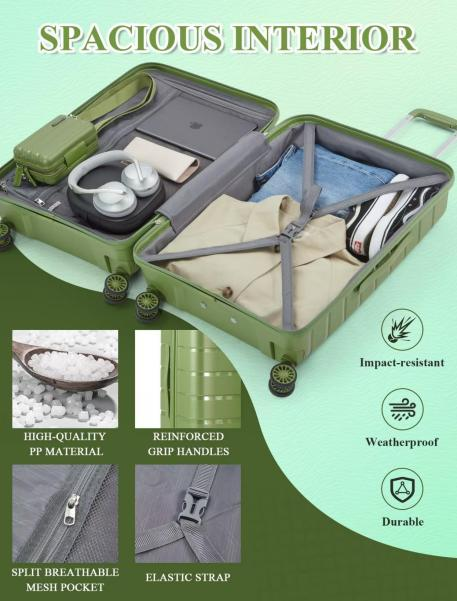 SPACIOUS INTERIOR
Impact-resistant
HIGH-QUALITY
PP MATERIAL
REINFORCED
GRIP HANDLES
Weatherproof
SPLIT BREATHABLE
MESH POCKET
ELASTIC STRAP
Durable